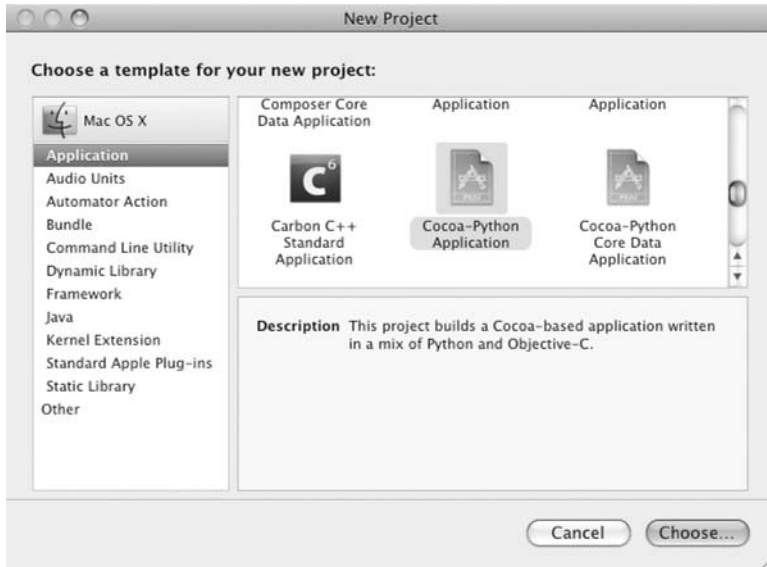 New Project
Choose a template for your new project:
Mac OS X
Application
Audio Units
Automator Action
Bundle
Command Line Utility
Dynamic Library
Framework
Java
Kernel Extension
Standard Apple Plug-ins
Static Library
Other
Composer Core
Data Application
Application
Application
C6
Carbon C++
Standard
Application
Cocoa-Python
Application
Cocoa-Python
Core Data
Application
Description This project builds a Cocoa-based application written
in a mix of Python and Objective-C.
Cancel
Choose...